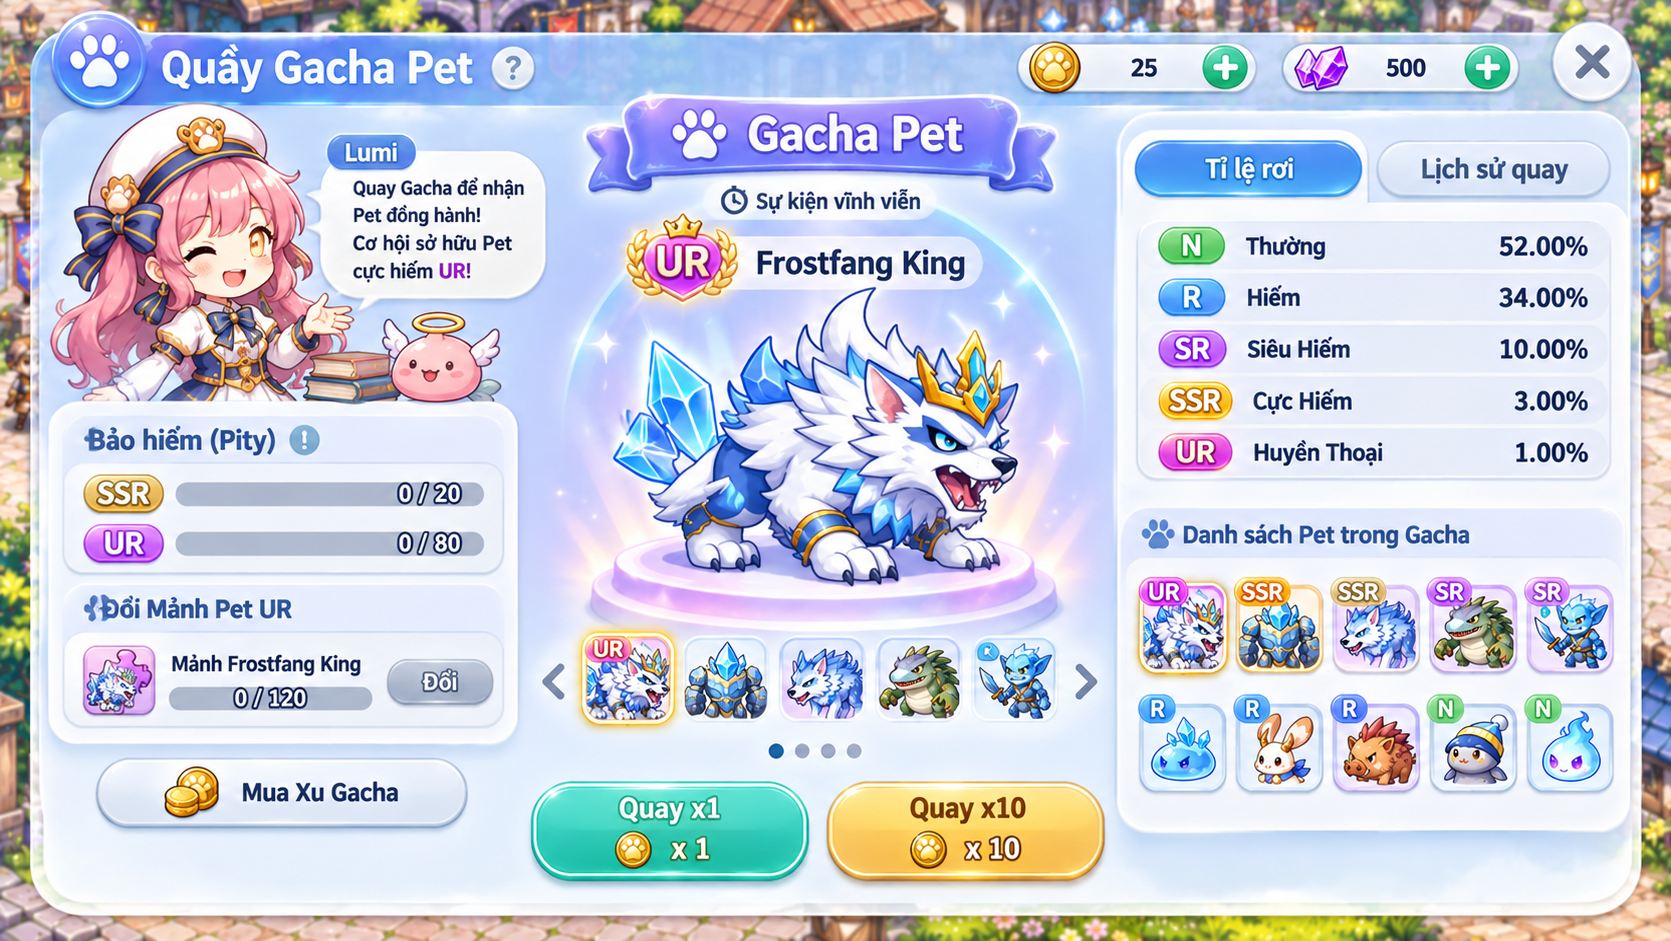 Quầy Gacha Pet
?
25
500
Lumi
Quay Gacha để nhận
Pet đồng hành!
Cơ hội sở hữu Pet
cực hiếm UR!
Bảo hiếm (Pity)
!
SSR
0 / 20
UR
0 / 80
Đổi Mảnh Pet UR
Mảnh Frostfang King
0 / 120
Đổi
Mua Xu Gacha
Gacha Pet
Sự kiện vĩnh viễn
UR
Frostfang King
UR
R
Quay x1
x 1
Quay x10
x 10
Tỉ lệ rơi
Lịch sử quay
N Thường 52.00%
R Hiếm 34.00%
SR Siêu Hiếm 10.00%
SSR Cực Hiếm 3.00%
UR Huyền Thoại 1.00%
Danh sách Pet trong Gacha
UR SSR SSR SR SR
R R R N N